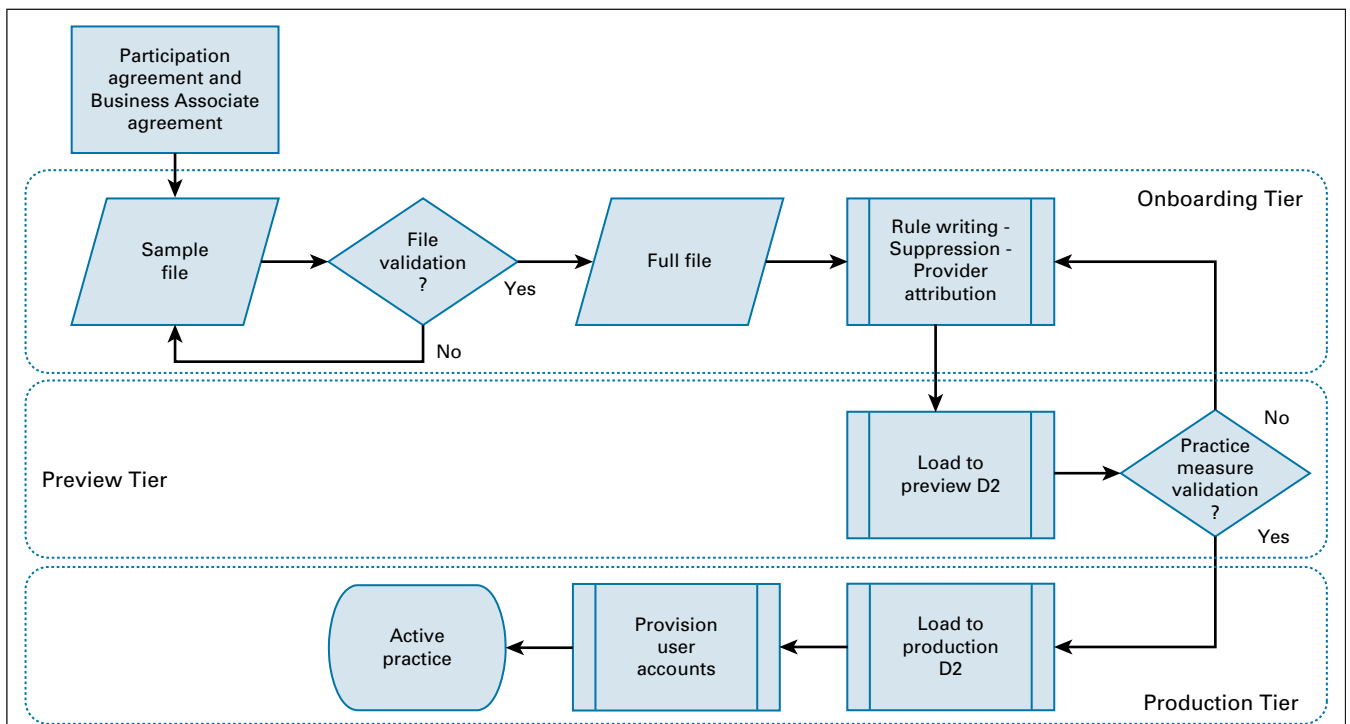 Participation
agreement and
Business Associate
agreement
Onboarding Tier
Sample
file
File
validation
?
Yes
No
Full file
Rule writing -
Suppression -
Provider
attribution
Preview Tier
Load to
preview D2
No
Practice
measure
validation
?
Yes
Active
practice
Provision
user
accounts
Load to
production
D2
Production Tier